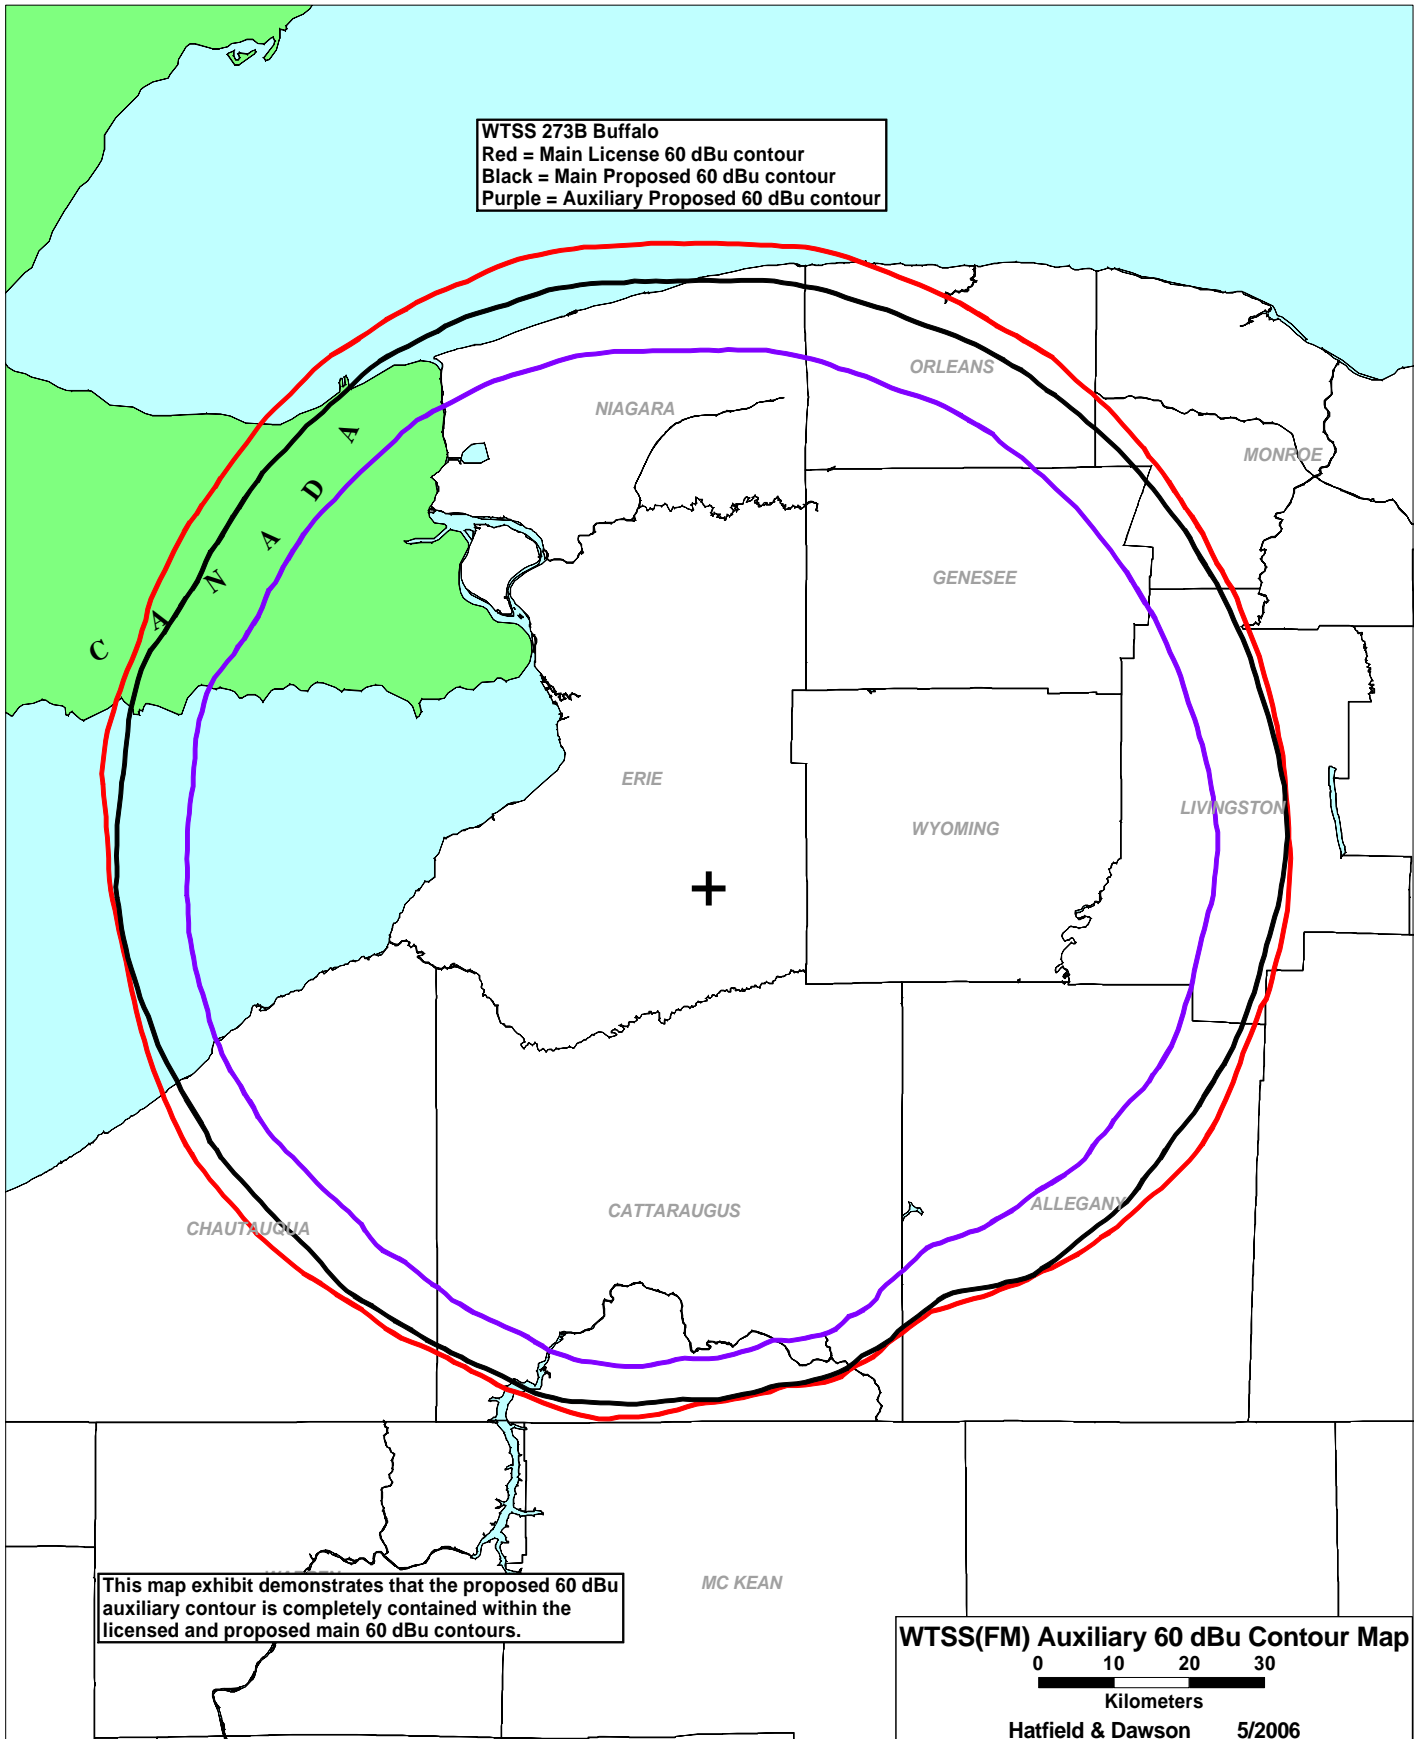 WTSS 273B Buffalo
Red = Main License 60 dBu contour
Black = Main Proposed 60 dBu contour
Purple = Auxiliary Proposed 60 dBu contour
ORLEANS
NIAGARA
MONROE
CANADA
GENESEE
ERIE
LIVINGSTON
WYOMING
ALLEGANY
CATTARAUGUS
CHAUTAUQUA
MC KEAN
This map exhibit demonstrates that the proposed 60 dBu
auxiliary contour is completely contained within the
licensed and proposed main 60 dBu contours.
WTSS(FM) Auxiliary 60 dBu Contour Map
0 10 20 30
Kilometers
Hatfield & Dawson 5/2006